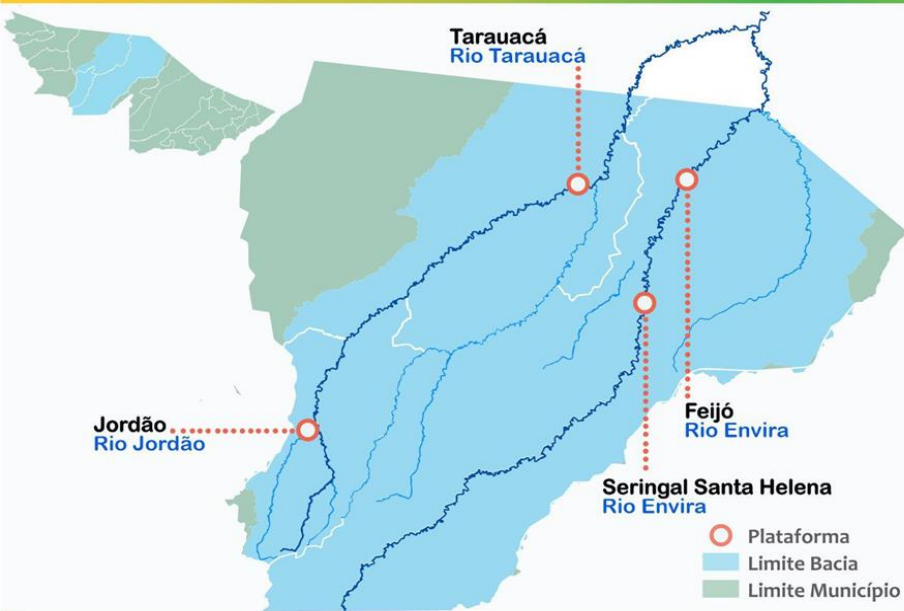 Tarauacá
Rio Tarauacá
Jordão
Rio Jordão
Feijó
Rio Envira
Seringal Santa Helena
Rio Envira
Plataforma
Limite Bacia
Limite Município